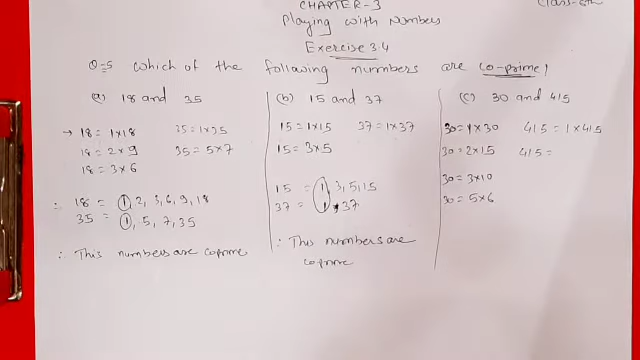 CHAPTER-3
Class-6th
Playing with Numbers
Exercise 3.4
Q=5 Which of the following numbers are co-prime!
(a) 18 and 35
→ 18=1×18 35=1×35
18=2×9 35=5×7
18=3×6
∴ 18 = 1, 2, 3, 6, 9, 18
35 = 1, 5, 7, 35
∴ This numbers are coprime
(b) 15 and 37
15=1×15 37=1×37
15=3×5
15 = 1, 3, 5, 15
37 = 1, 37
∴ This numbers are
coprime
(c) 30 and 415
30=1×30 415=1×415
30=2×15 415=
30=3×10
30=5×6